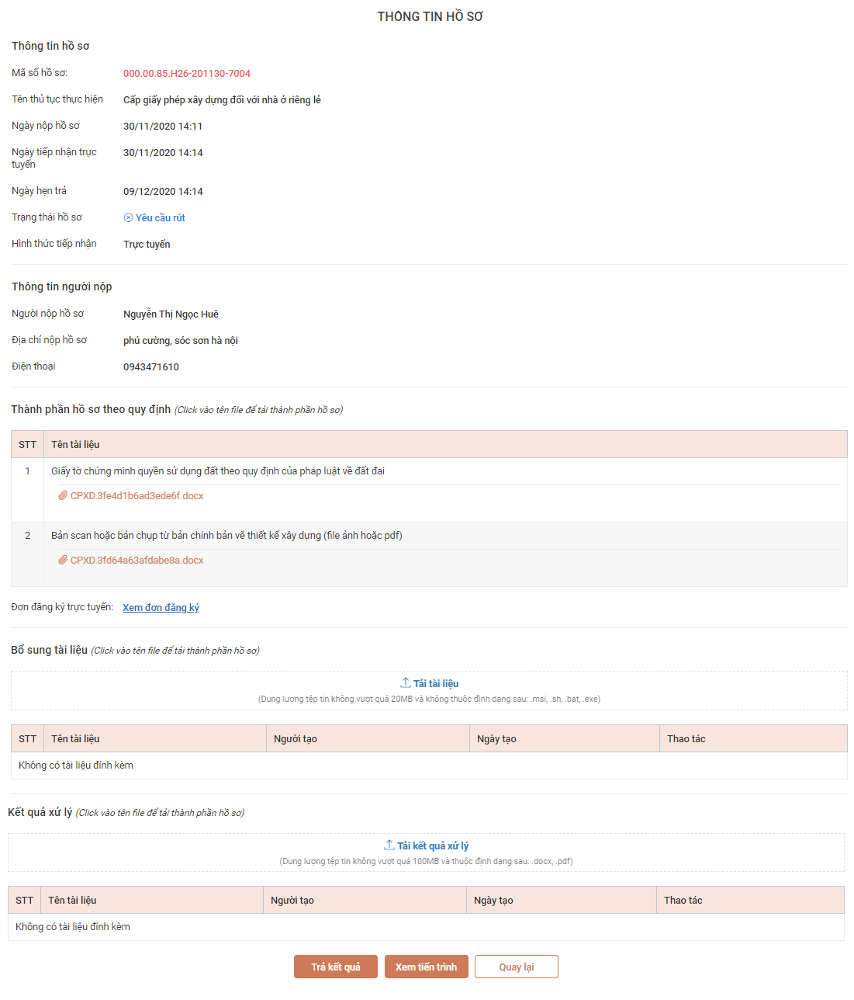 THÔNG TIN HỒ SƠ
Thông tin hồ sơ
Mã số hồ sơ: 000.00.85.H26-201130-7004
Tên thủ tục thực hiện Cấp giấy phép xây dựng đối với nhà ở riêng lẻ
Ngày nộp hồ sơ 30/11/2020 14:11
Ngày tiếp nhận trực tuyến 30/11/2020 14:14
Ngày hẹn trả 09/12/2020 14:14
Trạng thái hồ sơ Yêu cầu rút
Hình thức tiếp nhận Trực tuyến
Thông tin người nộp
Người nộp hồ sơ Nguyễn Thị Ngọc Huê
Địa chỉ nộp hồ sơ phú cường, sóc sơn hà nội
Điện thoại 0943471610
Thành phần hồ sơ theo quy định (Click vào tên file để tải thành phần hồ sơ)
STT Tên tài liệu
1 Giấy tờ chứng minh quyền sử dụng đất theo quy định của pháp luật về đất đai
CPXD.3fe4d1b6ad3ede6f.docx
2 Bản scan hoặc bản chụp từ bản chính bản vẽ thiết kế xây dựng (file ảnh hoặc pdf)
CPXD.3fd64a63afdabe8a.docx
Đơn đăng ký trực tuyến: Xem đơn đăng ký
Bổ sung tài liệu (Click vào tên file để tải thành phần hồ sơ)
Tải tài liệu
(Dung lượng tệp tin không vượt quá 20MB và không thuộc định dạng sau: .msi, .sh, .bat, .exe)
STT Tên tài liệu Người tạo Ngày tạo Thao tác
Không có tài liệu đính kèm
Kết quả xử lý (Click vào tên file để tải thành phần hồ sơ)
Tải kết quả xử lý
(Dung lượng tệp tin không vượt quá 100MB và thuộc định dạng sau: .docx, .pdf)
STT Tên tài liệu Người tạo Ngày tạo Thao tác
Không có tài liệu đính kèm
Trả kết quả Xem tiến trình Quay lại